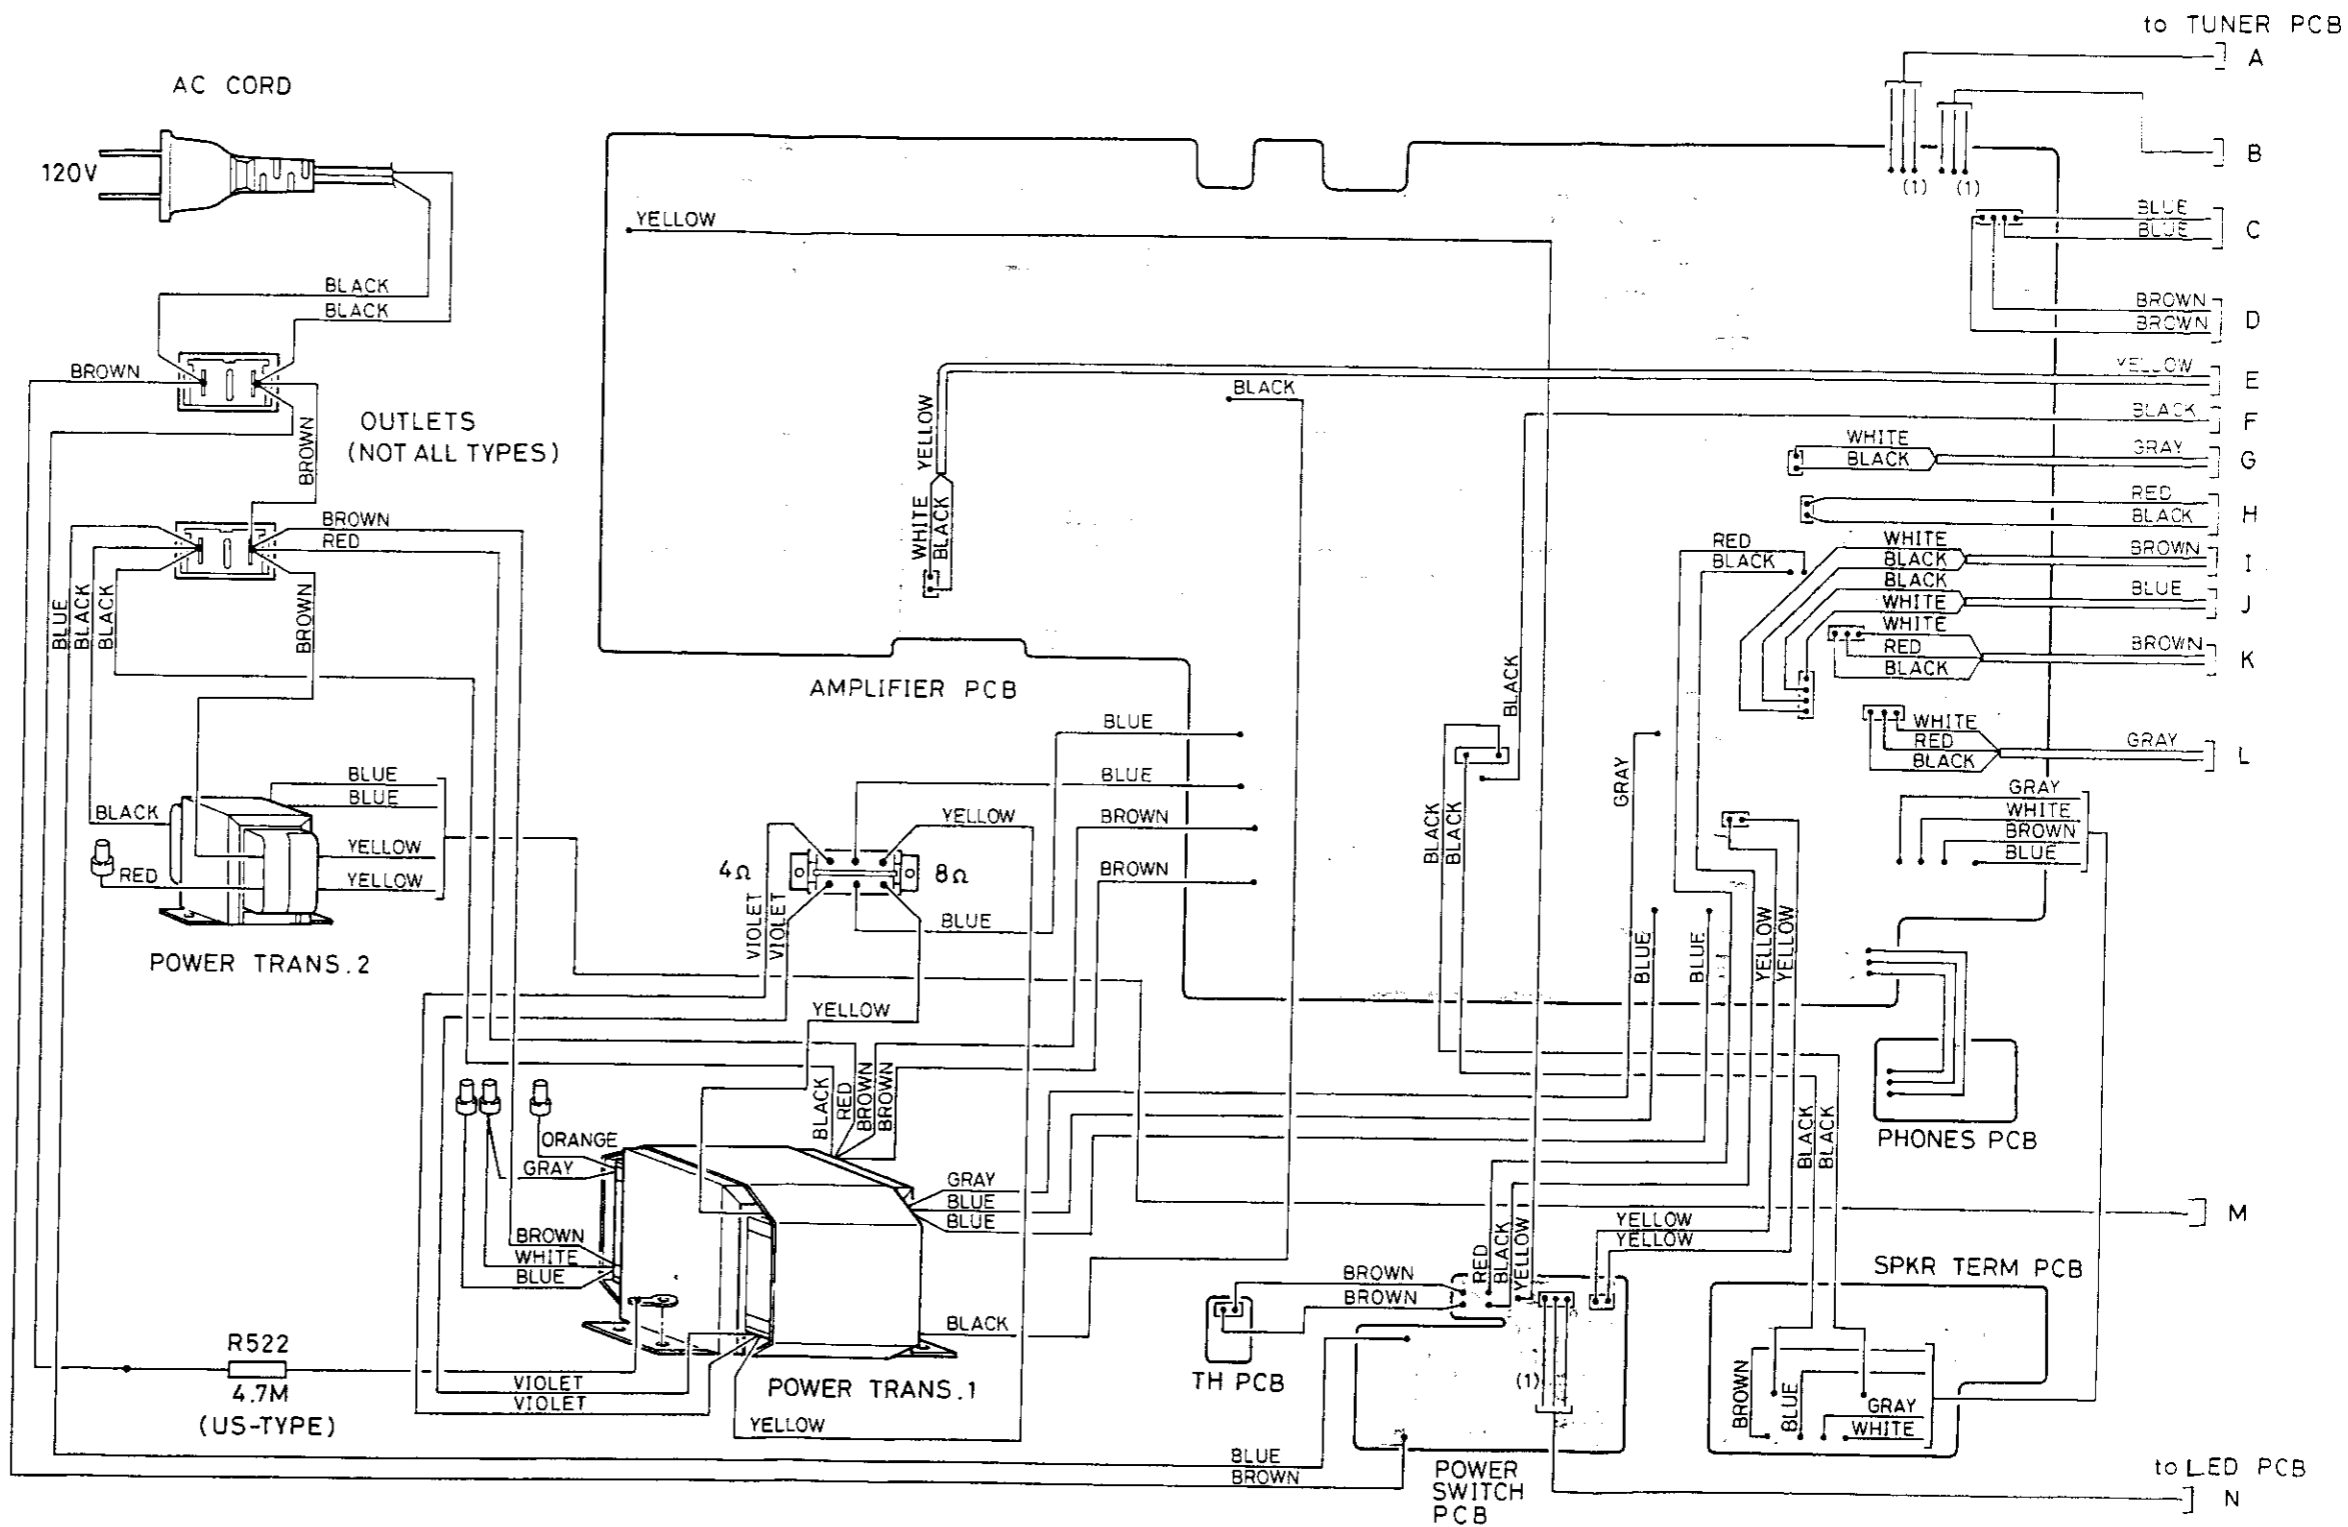 to TUNER PCB
A
AC CORD
120V
B
(1) (1)
YELLOW
BLUE
BLUE
C
BLACK
BLACK
BROWN
BROWN
D
BROWN
YELLOW
E
BLACK
BLACK
F
OUTLETS
(NOT ALL TYPES)
BROWN
YELLOW
WHITE
BLACK
GRAY
G
WHITE
BLACK
RED
BLACK
H
BROWN
RED
RED
BLACK
WHITE
BLACK
BROWN
I
BLACK
WHITE
BLUE
J
WHITE
RED
BLACK
BROWN
K
BLUE
BLACK
BLACK
BROWN
AMPLIFIER PCB
BLACK
BLUE
WHITE
RED
BLACK
GRAY
L
BLUE
BLUE
BLUE
GRAY
GRAY
WHITE
BROWN
BLUE
BLACK
YELLOW
BROWN
BLACK
BLACK
YELLOW
YELLOW
RED
4Ω
8Ω
BROWN
VIOLET
VIOLET
BLUE
BLUE
BLUE
YELLOW
YELLOW
POWER TRANS.2
YELLOW
BLACK
RED
BROWN
BROWN
BLACK
BLACK
PHONES PCB
ORANGE
GRAY
GRAY
BLUE
BLUE
M
BROWN
WHITE
BLUE
RED
BLACK
YELLOW
YELLOW
YELLOW
SPKR TERM PCB
BROWN
BROWN
BLACK
R522
4.7M
(US-TYPE)
VIOLET
VIOLET
POWER TRANS.1
TH PCB
(1)
BROWN
BLUE
GRAY
WHITE
YELLOW
BLUE
BROWN
POWER
SWITCH
PCB
to LED PCB
N